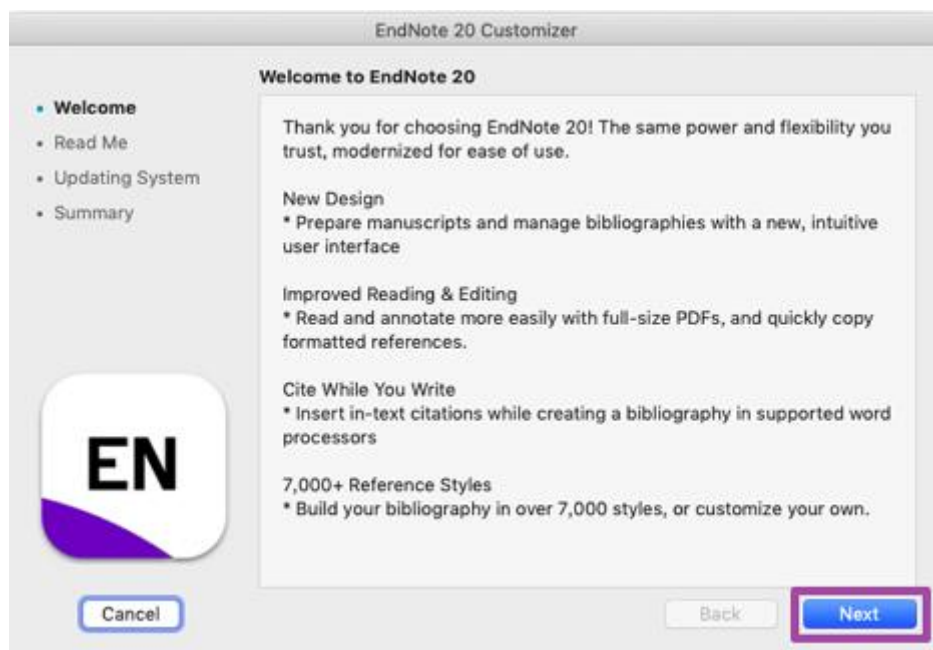 EndNote 20 Customizer
Welcome to EndNote 20
• Welcome
• Read Me
• Updating System
• Summary
Thank you for choosing EndNote 20! The same power and flexibility you
trust, modernized for ease of use.
New Design
* Prepare manuscripts and manage bibliographies with a new, intuitive
user interface
Improved Reading & Editing
* Read and annotate more easily with full-size PDFs, and quickly copy
formatted references.
Cite While You Write
* Insert in-text citations while creating a bibliography in supported word
processors
7,000+ Reference Styles
* Build your bibliography in over 7,000 styles, or customize your own.
EN
Cancel
Back
Next